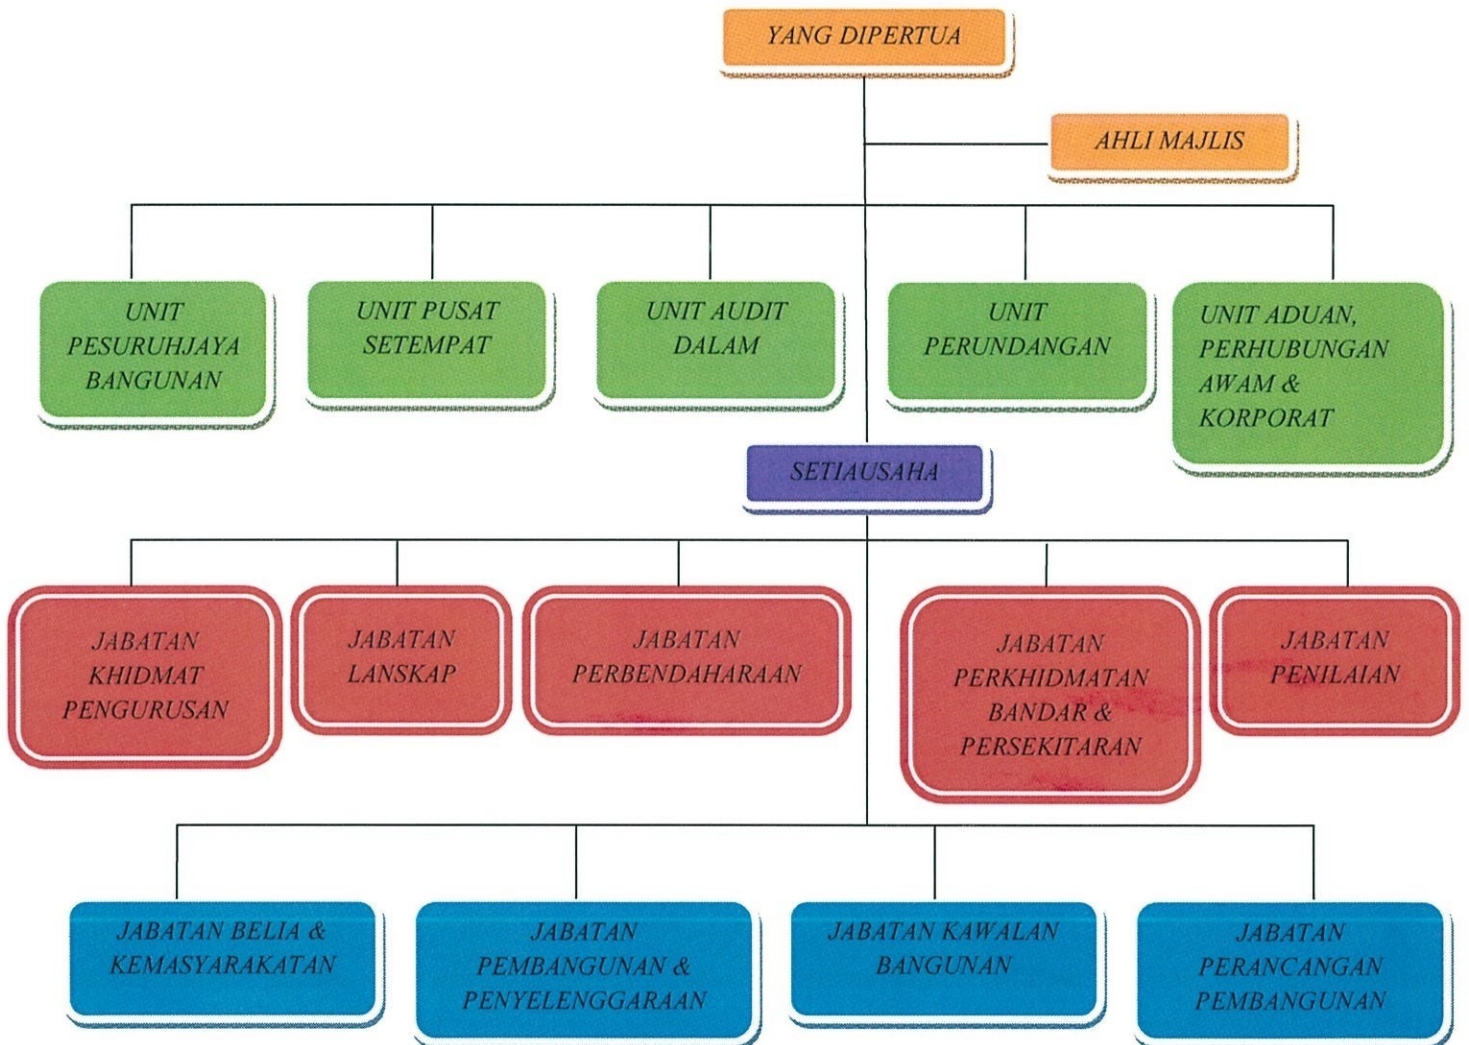 YANG DIPERTUA
AHLI MAJLIS
UNIT
PESURUHJAYA
BANGUNAN
UNIT PUSAT
SETEMPAT
UNIT AUDIT
DALAM
UNIT
PERUNDANGAN
UNIT ADUAN,
PERHUBUNGAN
AWAM &
KORPORAT
SETIAUSAHA
JABATAN
KHIDMAT
PENGURUSAN
JABATAN
LANSKAP
JABATAN
PERBENDAHARAAN
JABATAN
PERKHIDMATAN
BANDAR &
PERSEKITARAN
JABATAN
PENILAIAN
JABATAN BELIA &
KEMASYARAKATAN
JABATAN
PEMBANGUNAN &
PENYELENGGARAAN
JABATAN KAWALAN
BANGUNAN
JABATAN
PERANCANGAN
PEMBANGUNAN